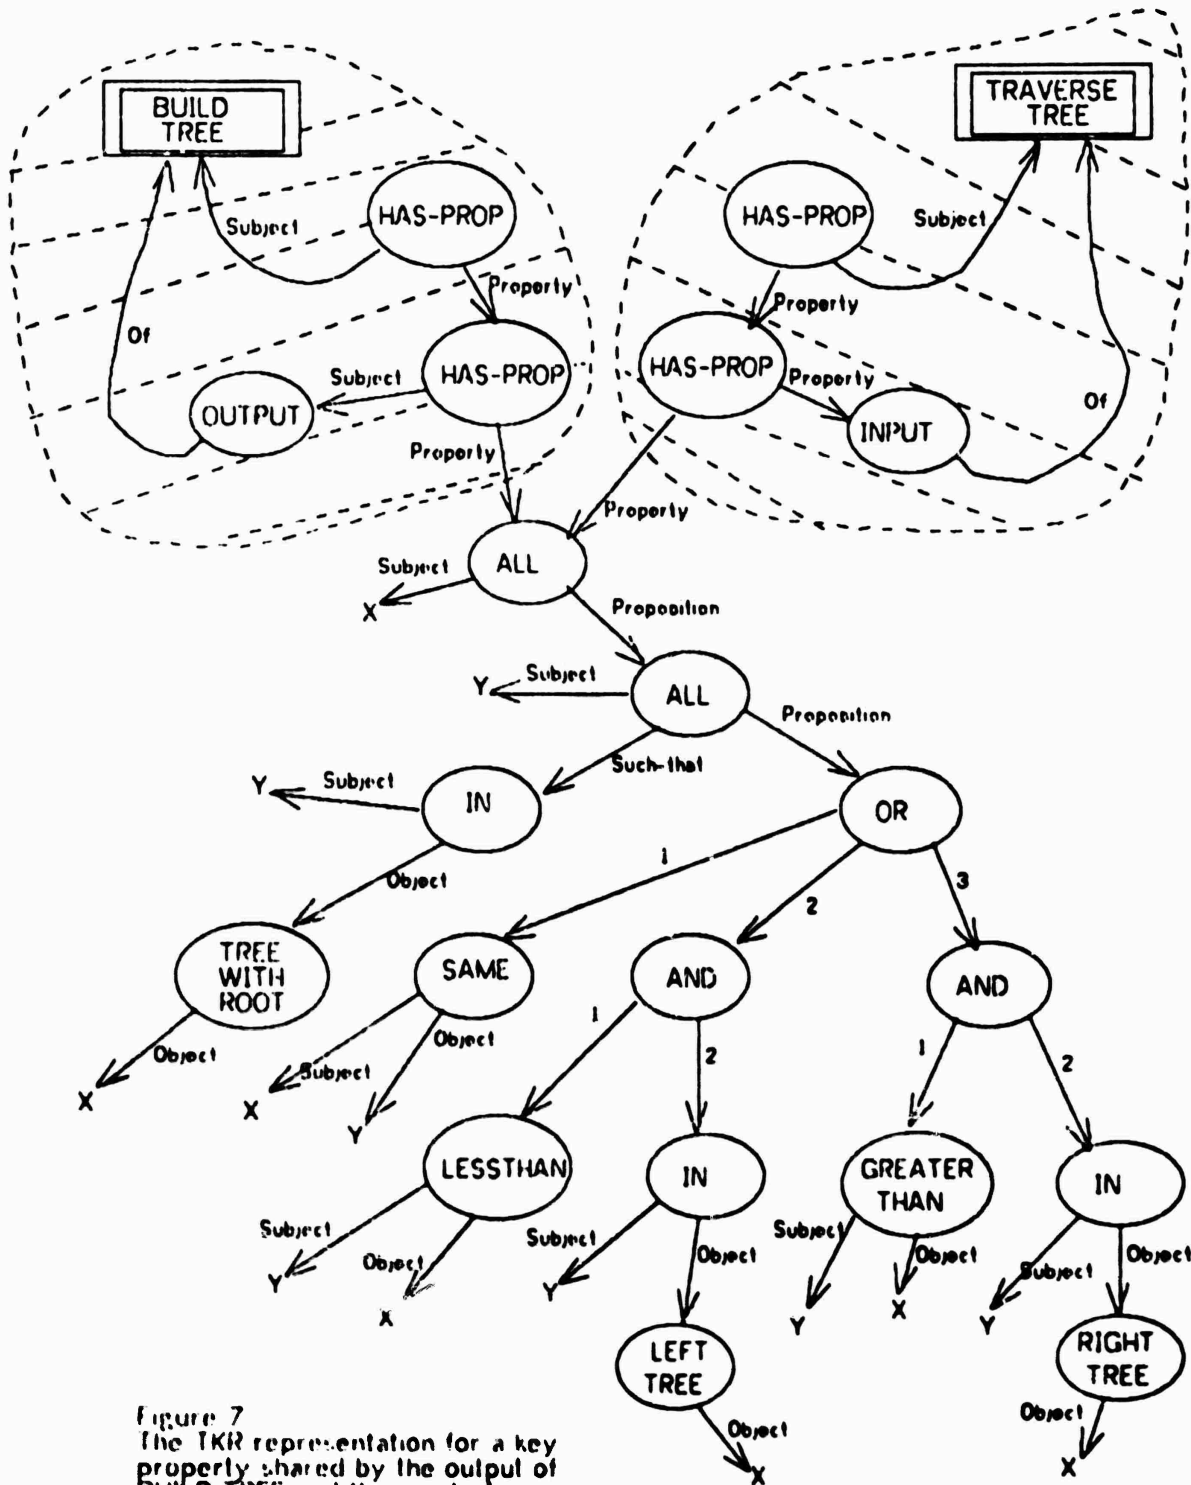 BUILD
TREE
TRAVERSE
TREE
HAS-PROP
HAS-PROP
Subject
Subject
Property
Property
Of
HAS-PROP
HAS-PROP
Subject
Property
OUTPUT
INPUT
Of
Property
Property
ALL
Subject
X
Proposition
ALL
Subject
Y
Proposition
Such-that
IN
Subject
Y
OR
Object
1
2
3
TREE
WITH
ROOT
SAME
AND
AND
Object
X
Subject
X
Object
Y
1
2
1
2
LESSTHAN
IN
GREATER
THAN
IN
Subject
Y
Object
X
Subject
Y
Object
Subject
Y
Object
X
Subject
Y
Object
LEFT
TREE
RIGHT
TREE
Object
X
Object
X
Figure 7
The TKR representation for a key
property shared by the output of